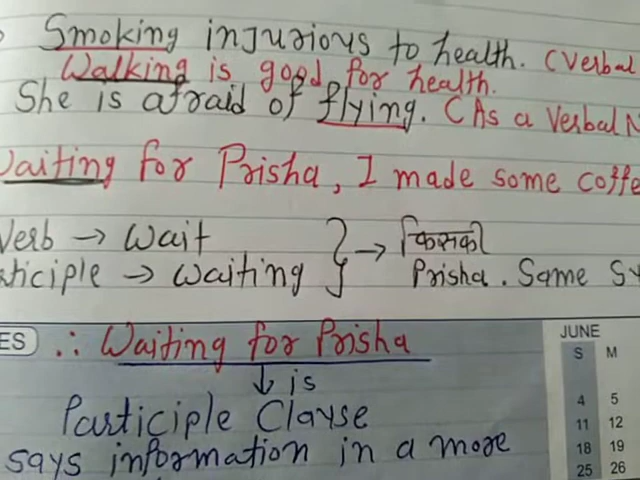 Smoking injurious to health. (Verbal
Walking is good for health.
She is afraid of flying. (As a Verbal N
Waiting for Prisha, I made some coffe
Verb → Wait } → किसकी
rticiple → Waiting Prisha. Same S
ES ∴ Waiting for Prisha
↓ is
Participle Clause
says information in a more
JUNE
S M
4 5
11 12
18 19
25 26